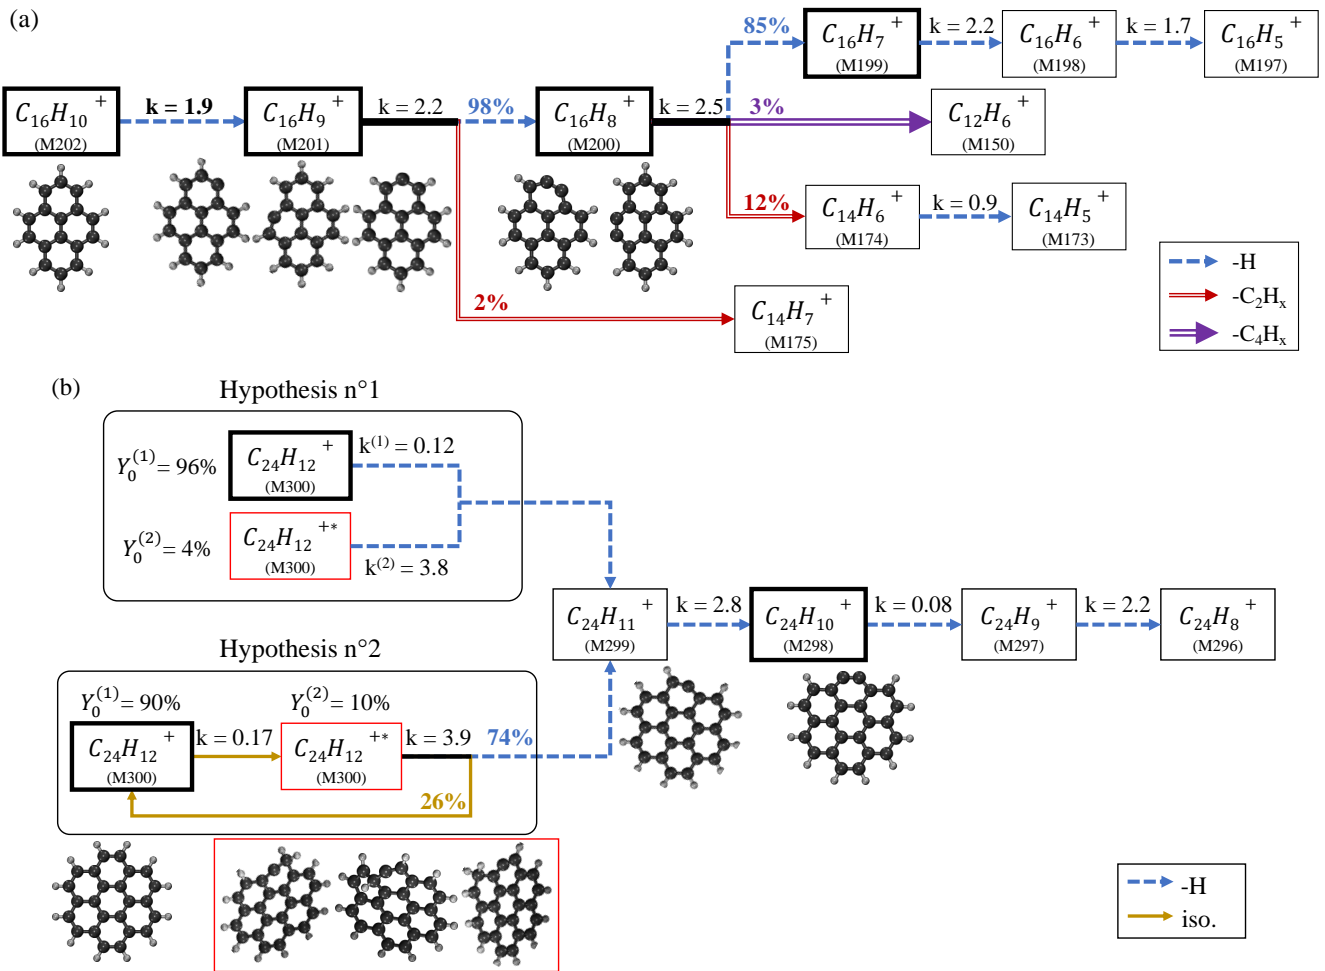 (a)
C16H10+
(M202)
k = 1.9
C16H9+
(M201)
k = 2.2
98%
C16H8+
(M200)
k = 2.5
85%
C16H7+
(M199)
k = 2.2
C16H6+
(M198)
k = 1.7
C16H5+
(M197)
3%
C12H6+
(M150)
12%
C14H6+
(M174)
k = 0.9
C14H5+
(M173)
2%
C14H7+
(M175)
-H
-C2Hx
-C4Hx
(b)
Hypothesis n°1
Y0(1) = 96%
C24H12+
(M300)
k(1) = 0.12
Y0(2) = 4%
C24H12+*
(M300)
k(2) = 3.8
C24H11+
(M299)
k = 2.8
C24H10+
(M298)
k = 0.08
C24H9+
(M297)
k = 2.2
C24H8+
(M296)
Hypothesis n°2
Y0(1) = 90%
Y0(2) = 10%
C24H12+
(M300)
k = 0.17
C24H12+*
(M300)
k = 3.9
74%
26%
-H
iso.